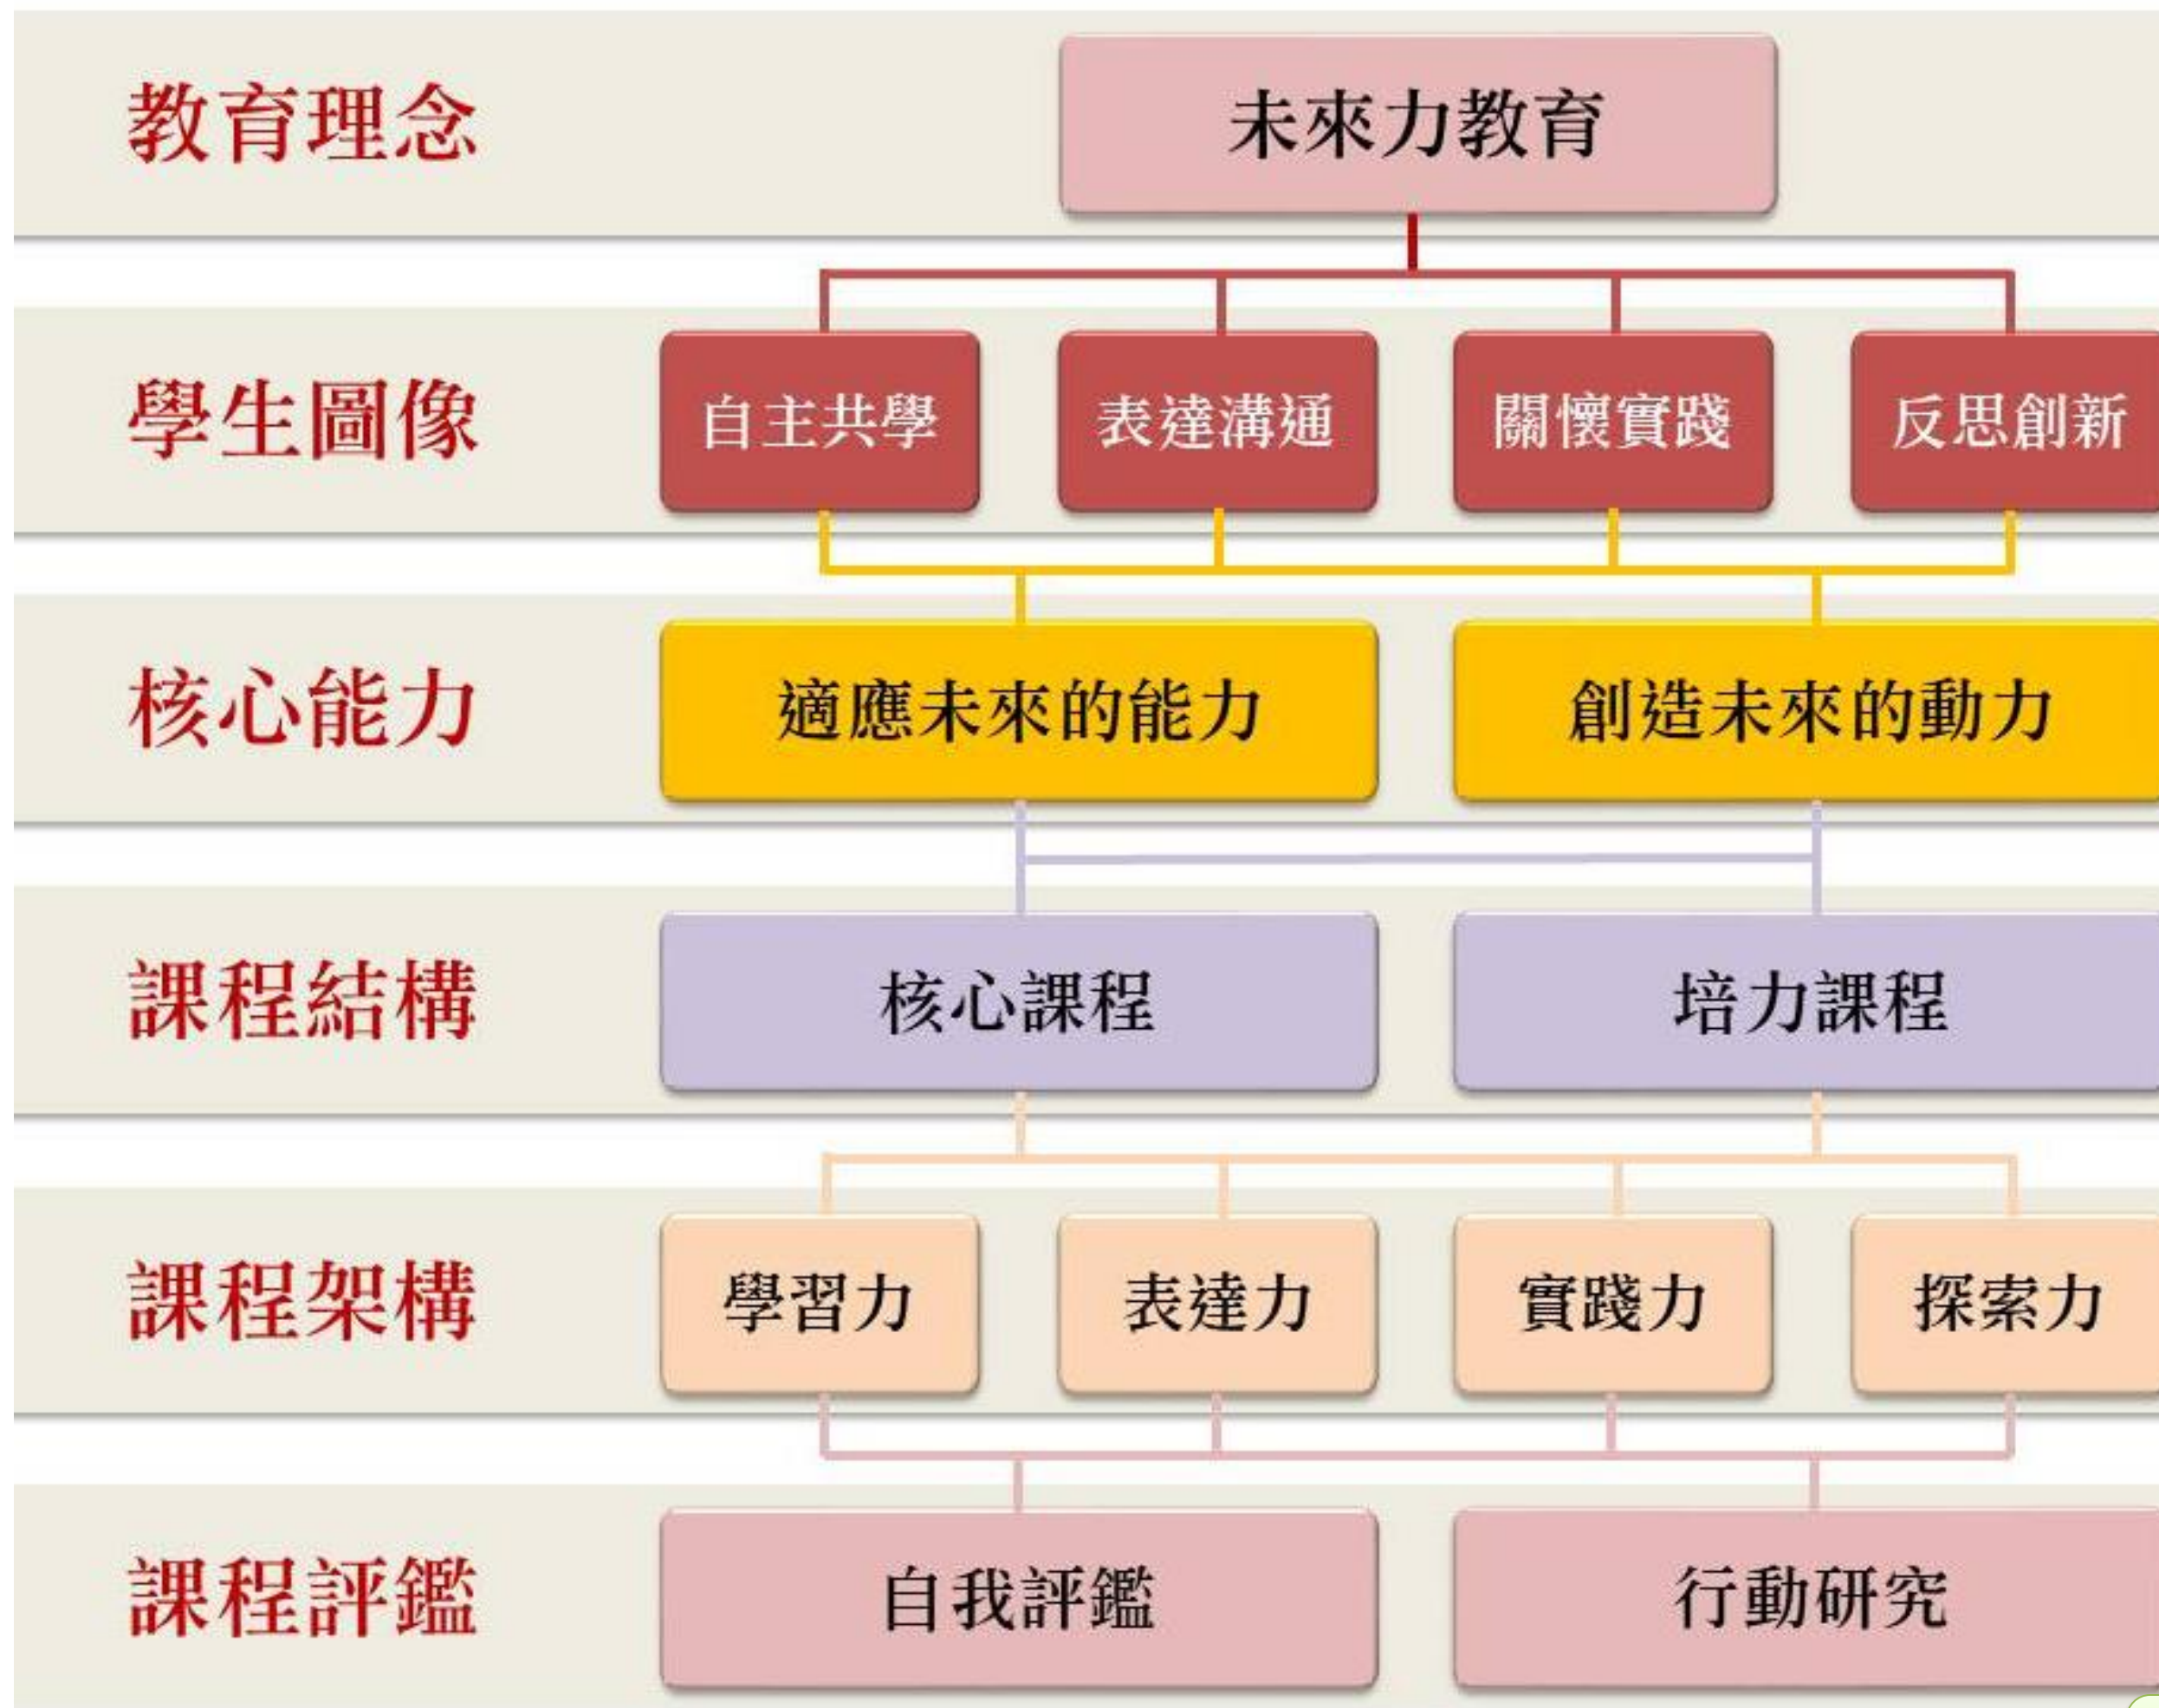 教育理念
未來力教育
學生圖像
自主共學
表達溝通
關懷實踐
反思創新
核心能力
適應未來的能力
創造未來的動力
課程結構
核心課程
培力課程
課程架構
學習力
表達力
實踐力
探索力
課程評鑑
自我評鑑
行動研究